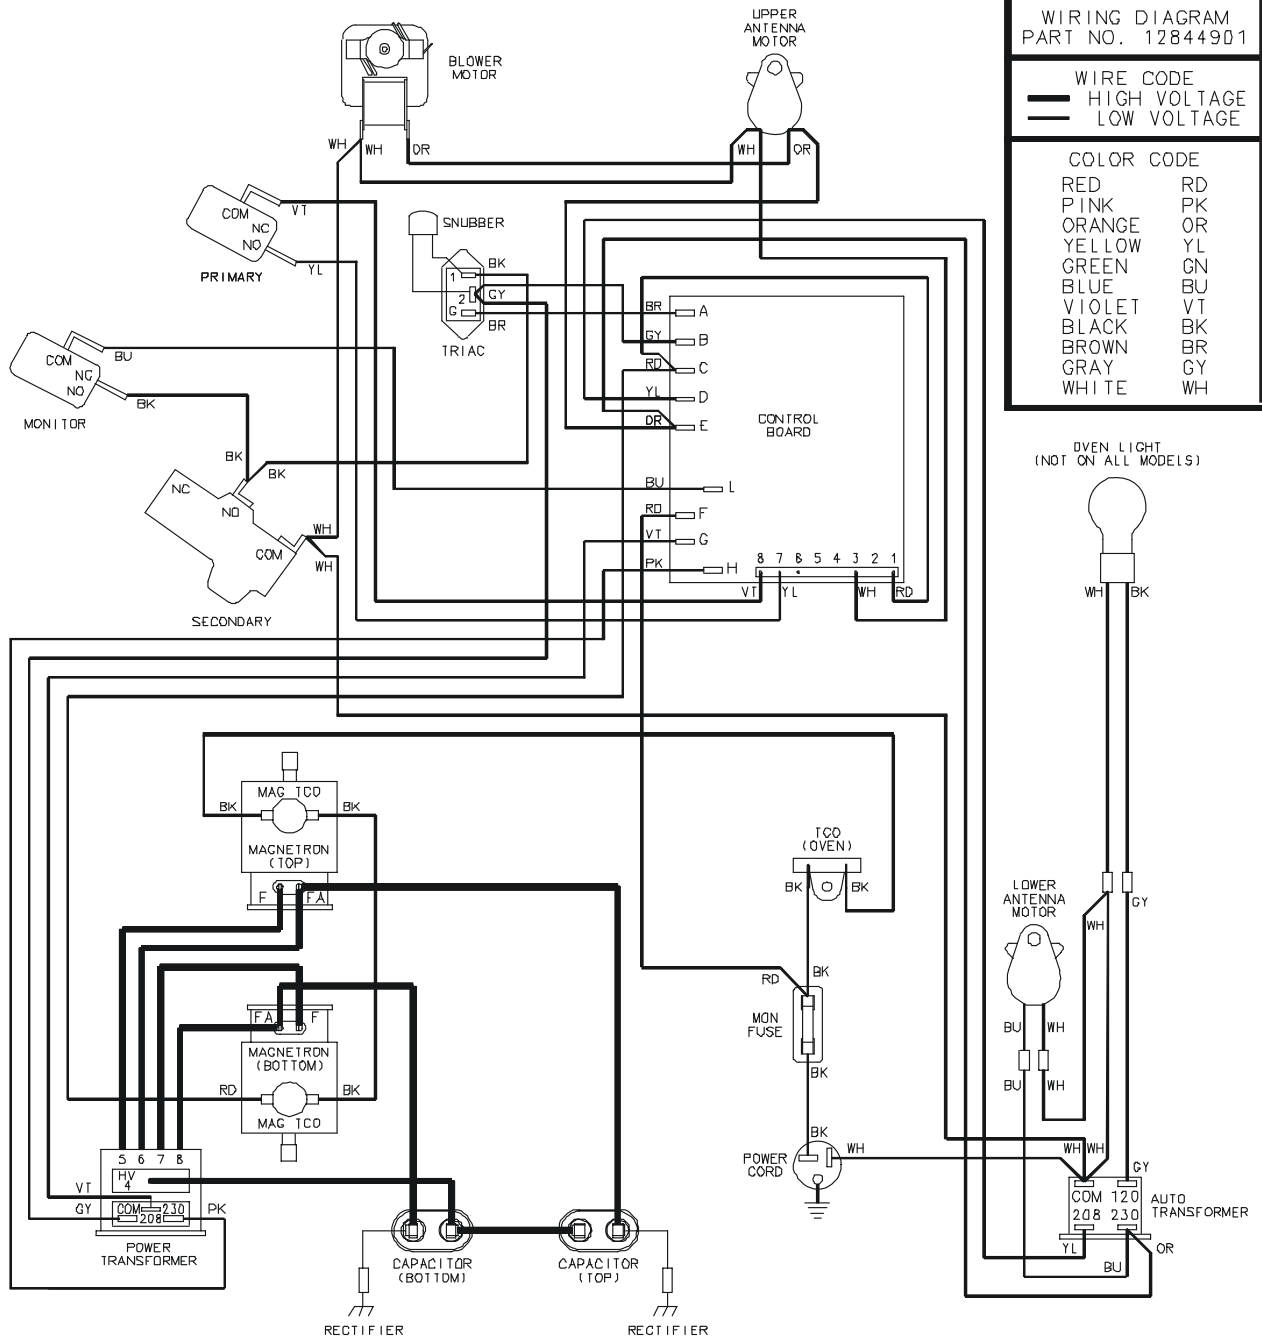 WIRING DIAGRAM
PART NO. 12844901
WIRE CODE
HIGH VOLTAGE
LOW VOLTAGE
COLOR CODE
RED RD
PINK PK
ORANGE OR
YELLOW YL
GREEN GN
BLUE BU
VIOLET VT
BLACK BK
BROWN BR
GRAY GY
WHITE WH
BLOWER
MOTOR
WH
WH
OR
UPPER
ANTENNA
MOTOR
WH
OR
COM
NC
NO
VT
YL
PRIMARY
SNUBBER
1
2
G
BK
GY
BR
TRIAC
COM
NC
NO
BU
BK
MONITOR
BK
BK
NC
NO
COM
WH
WH
SECONDARY
BR A
GY B
RD C
YL D
OR E
CONTROL
BOARD
BU L
RD F
VT G
PK H
8 7 6 5 4 3 2 1
VT YL WH RD
OVEN LIGHT
(NOT ON ALL MODELS)
WH BK
GY
WH
MAG TCO
BK BK
MAGNETRON
(TOP)
F FA
TCO
(OVEN)
BK BK
BK
RD
MON
FUSE
BK
BK
POWER
CORD
WH
LOWER
ANTENNA
MOTOR
BU WH
BU WH
FA F
MAGNETRON
(BOTTOM)
RD BK
MAG TCO
5 6 7 8
HV
4
VT
GY
COM 230
208
PK
POWER
TRANSFORMER
CAPACITOR
(BOTTOM)
CAPACITOR
(TOP)
RECTIFIER
RECTIFIER
WH WH
GY
COM 120
208 230
AUTO
TRANSFORMER
YL
OR
BU